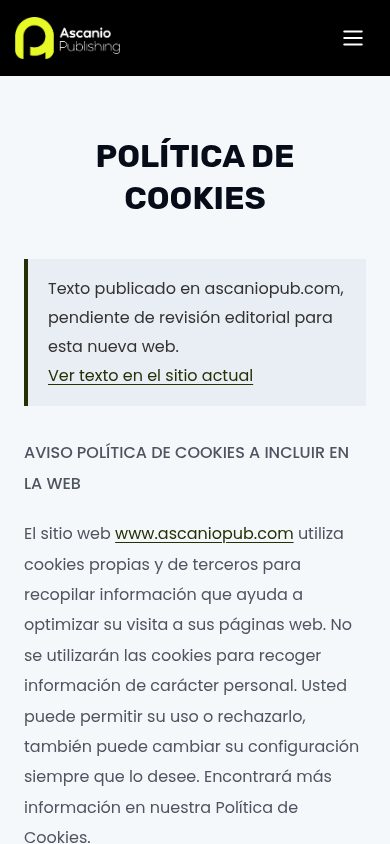 Ascanio
Publishing
POLÍTICA DE
COOKIES
Texto publicado en ascaniopub.com,
pendiente de revisión editorial para
esta nueva web.
Ver texto en el sitio actual
AVISO POLÍTICA DE COOKIES A INCLUIR EN
LA WEB
El sitio web www.ascaniopub.com utiliza
cookies propias y de terceros para
recopilar información que ayuda a
optimizar su visita a sus páginas web. No
se utilizarán las cookies para recoger
información de carácter personal. Usted
puede permitir su uso o rechazarlo,
también puede cambiar su configuración
siempre que lo desee. Encontrará más
información en nuestra Política de
Cookies.